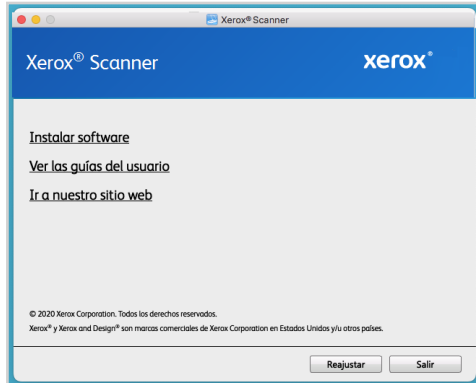 Xerox® Scanner
Xerox® Scanner
xerox®
Instalar software
Ver las guías del usuario
Ir a nuestro sitio web
© 2020 Xerox Corporation. Todos los derechos reservados.
Xerox® y Xerox and Design® son marcas comerciales de Xerox Corporation en Estados Unidos y/u otros países.
Reajustar
Salir